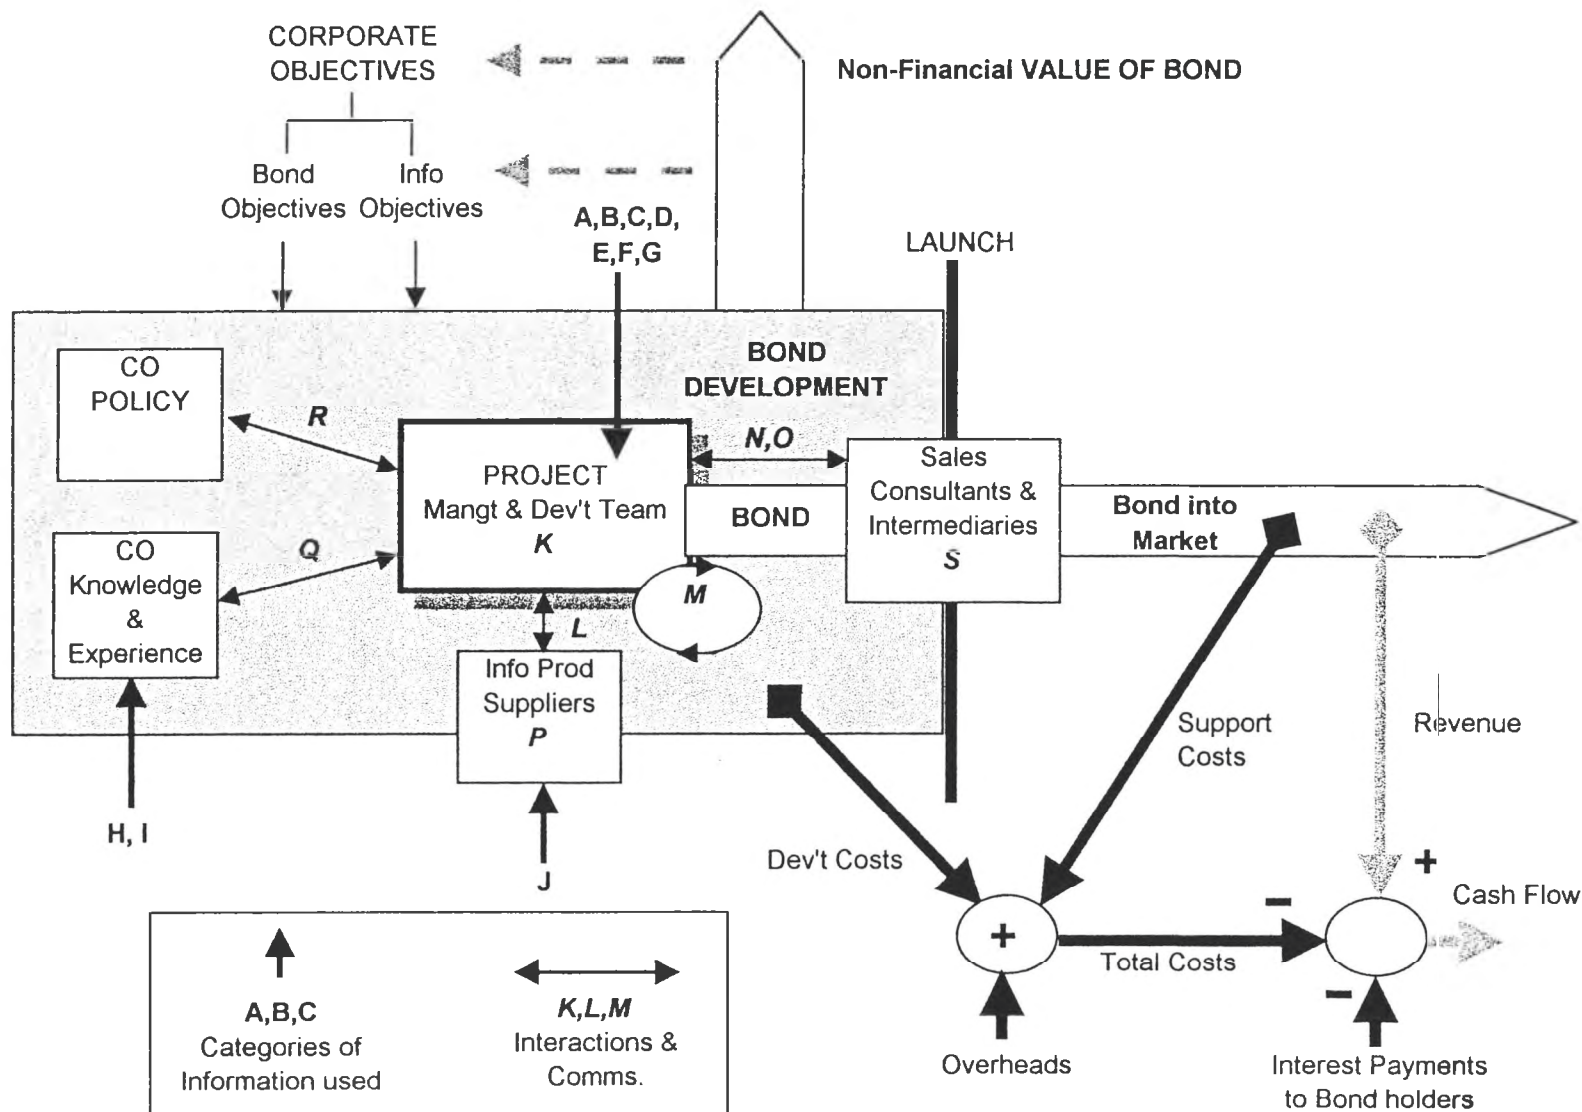 CORPORATE
OBJECTIVES
Non-Financial VALUE OF BOND
Bond
Objectives
Info
Objectives
A,B,C,D,
E,F,G
LAUNCH
CO
POLICY
R
BOND
DEVELOPMENT
N,O
PROJECT
Mangt & Dev't Team
K
BOND
Sales
Consultants &
Intermediaries
S
Bond into
Market
CO
Knowledge
&
Experience
Q
M
L
Info Prod
Suppliers
P
Support
Costs
Revenue
H, I
J
Dev't Costs
+
Cash Flow
−
+
Total Costs
−
Overheads
Interest Payments
to Bond holders
A,B,C
Categories of
Information used
K,L,M
Interactions &
Comms.